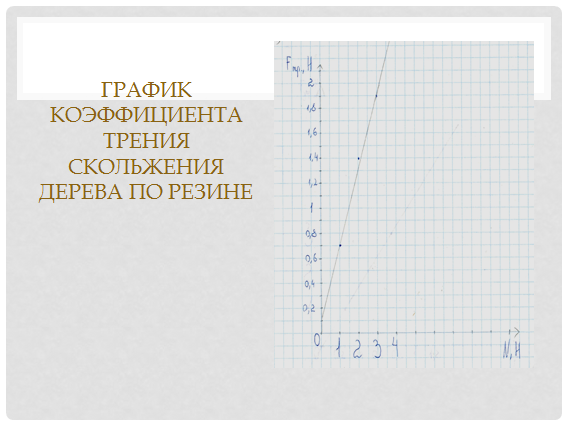 ГРАФИК
КОЭФФИЦИЕНТА
ТРЕНИЯ
СКОЛЬЖЕНИЯ
ДЕРЕВА ПО РЕЗИНЕ
Fтр, Н
2
1,8
1,6
1,4
1,2
1
0,8
0,6
0,4
0,2
0
1 2 3 4 N, Н